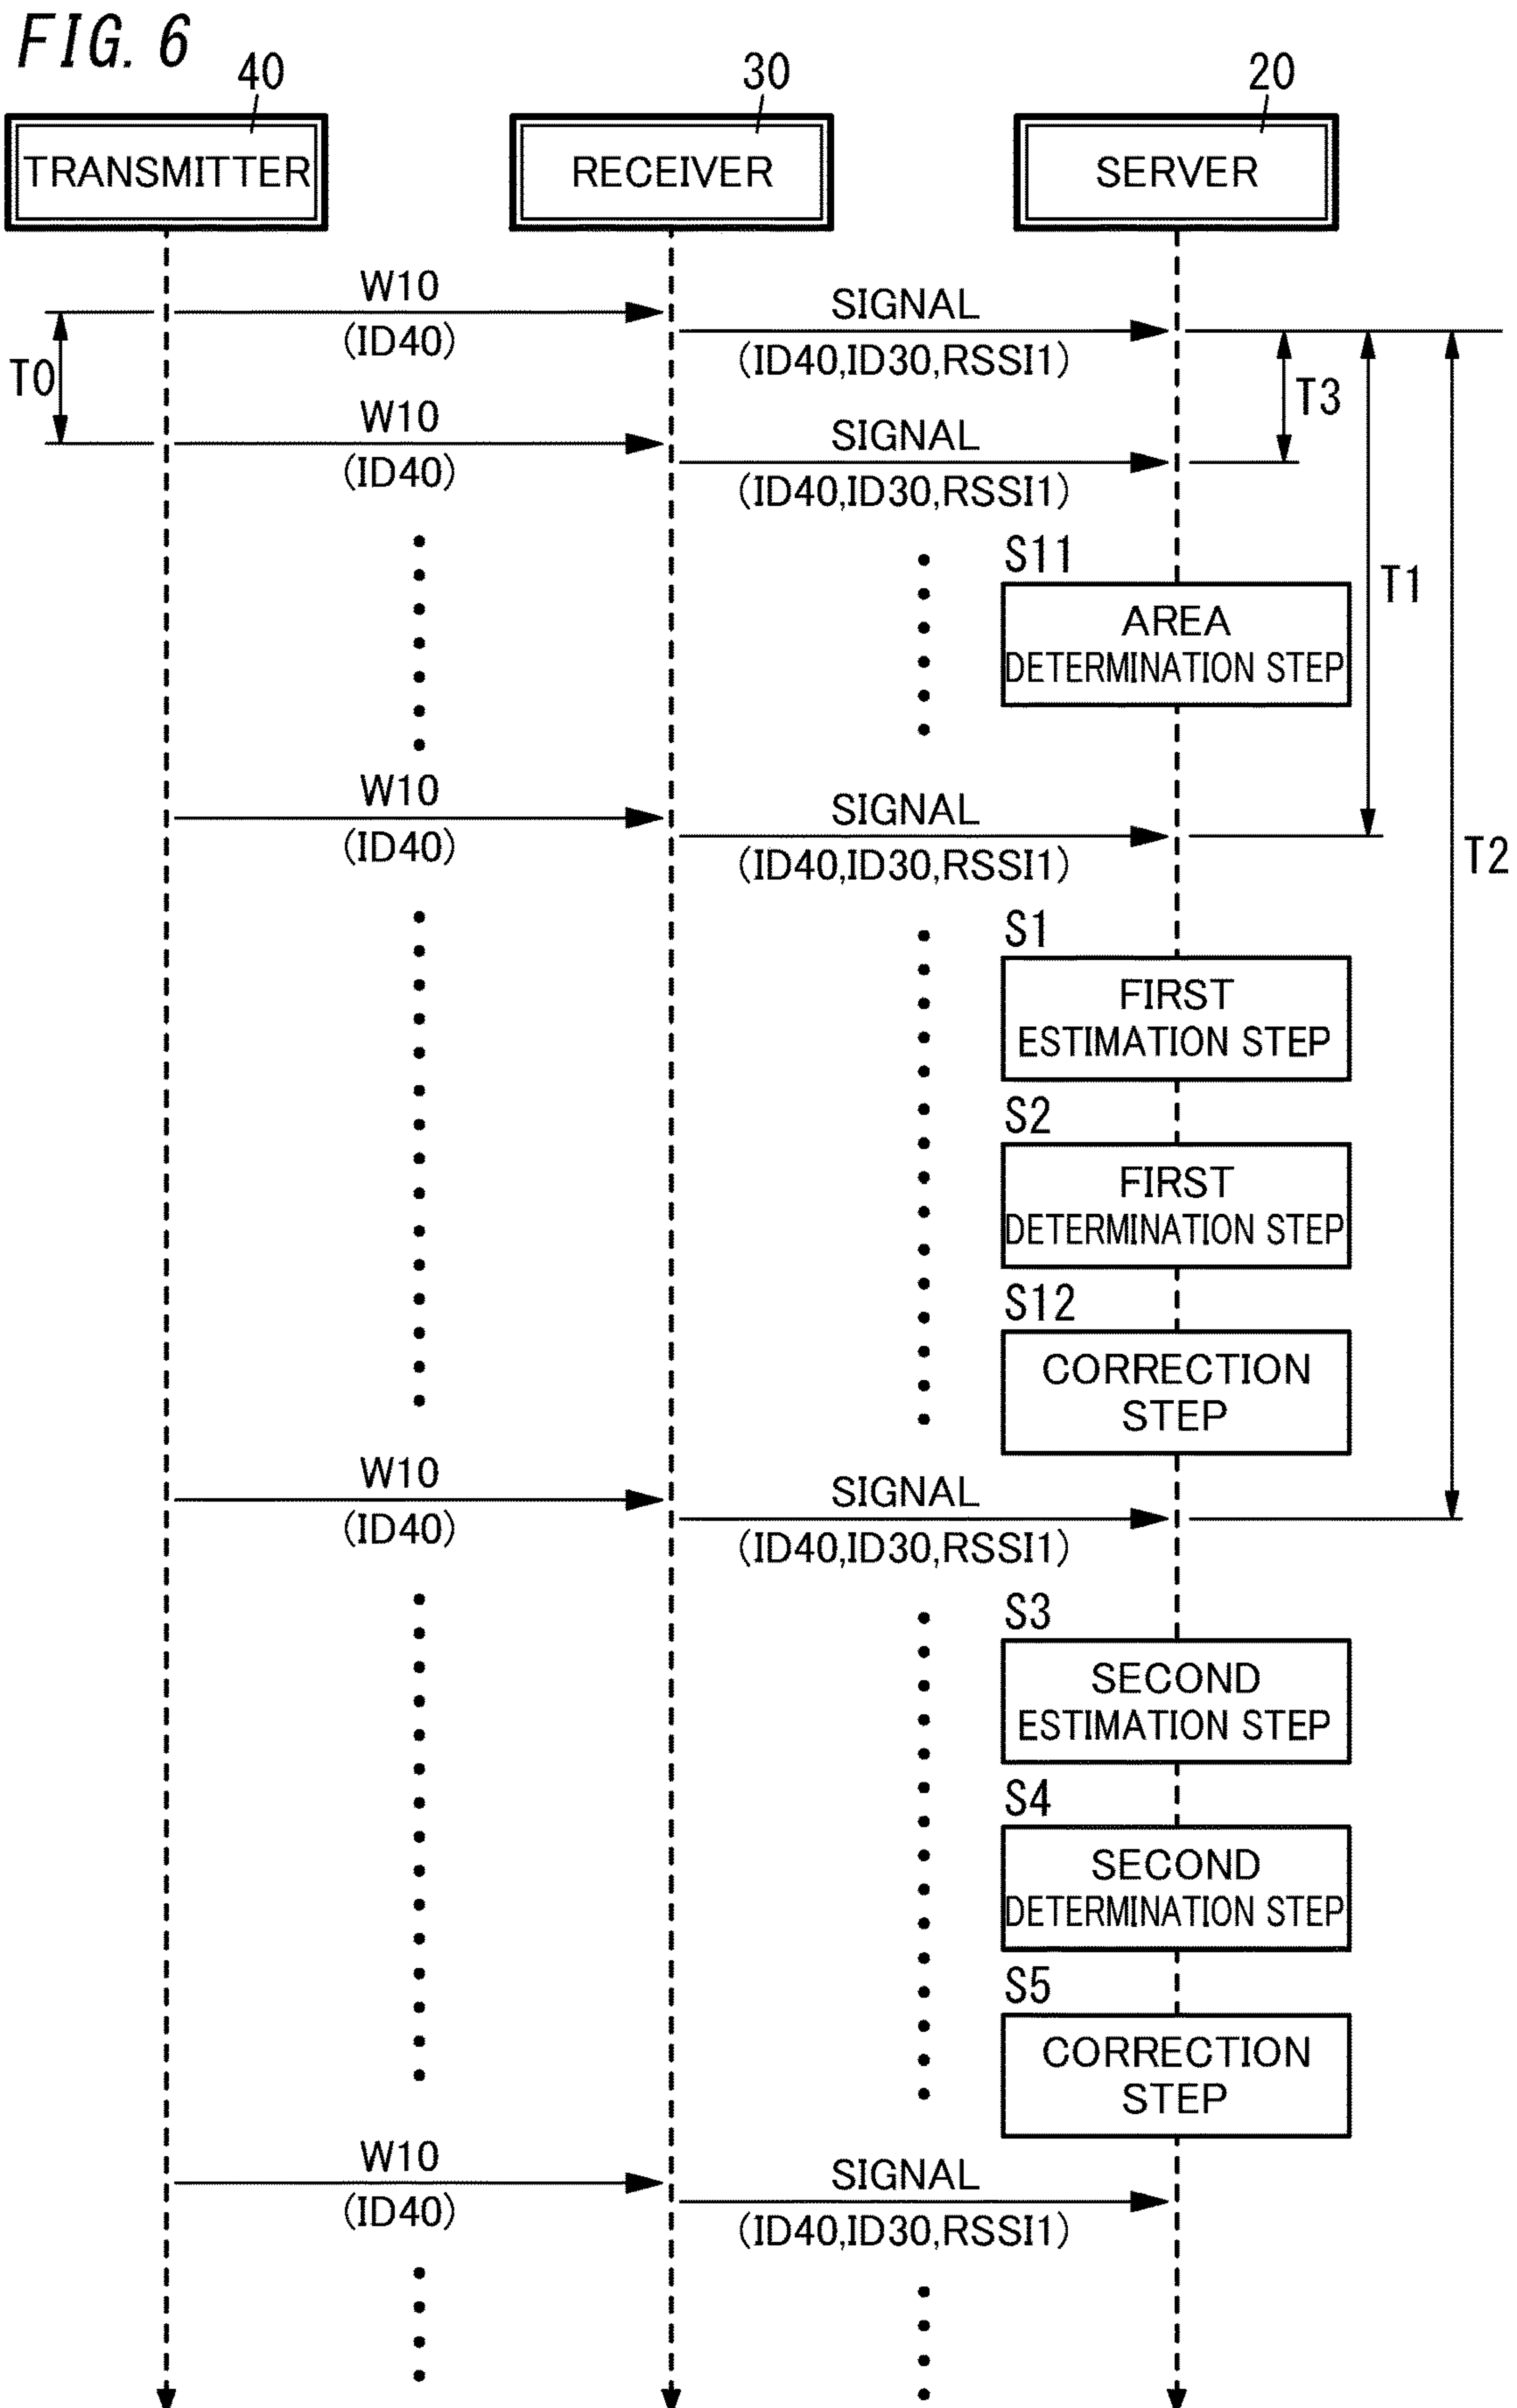 FIG. 6
40
30
20
TRANSMITTER
RECEIVER
SERVER
W10
(ID40)
SIGNAL
(ID40,ID30,RSSI1)
T0
T3
W10
(ID40)
SIGNAL
(ID40,ID30,RSSI1)
S11
AREA
DETERMINATION STEP
T1
W10
(ID40)
SIGNAL
(ID40,ID30,RSSI1)
T2
S1
FIRST
ESTIMATION STEP
S2
FIRST
DETERMINATION STEP
S12
CORRECTION
STEP
W10
(ID40)
SIGNAL
(ID40,ID30,RSSI1)
S3
SECOND
ESTIMATION STEP
S4
SECOND
DETERMINATION STEP
S5
CORRECTION
STEP
W10
(ID40)
SIGNAL
(ID40,ID30,RSSI1)